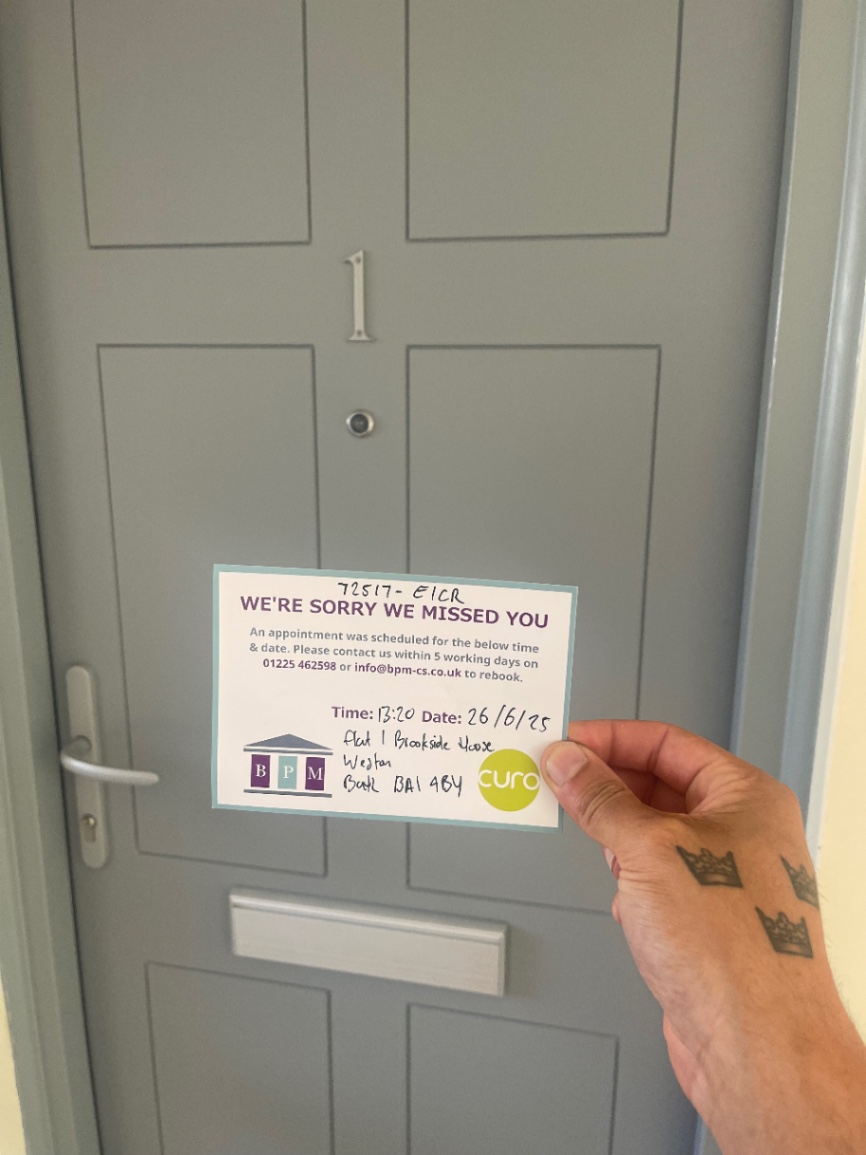 1
72517- EICR
WE'RE SORRY WE MISSED YOU
An appointment was scheduled for the below time
& date. Please contact us within 5 working days on
01225 462598 or info@bpm-cs.co.uk to rebook.
Time: 13:20 Date: 26/6/25
Flat 1 Brookside House
Weston
Bath BA1 4BY
B P M
curo